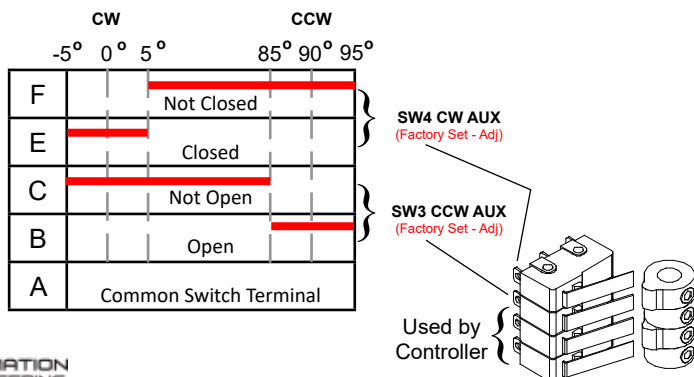 CW CCW
-5° 0° 5° 85° 90° 95°
F Not Closed
E Closed
C Not Open
B Open
A Common Switch Terminal
SW4 CW AUX
(Factory Set - Adj)
SW3 CCW AUX
(Factory Set - Adj)
Used by
Controller